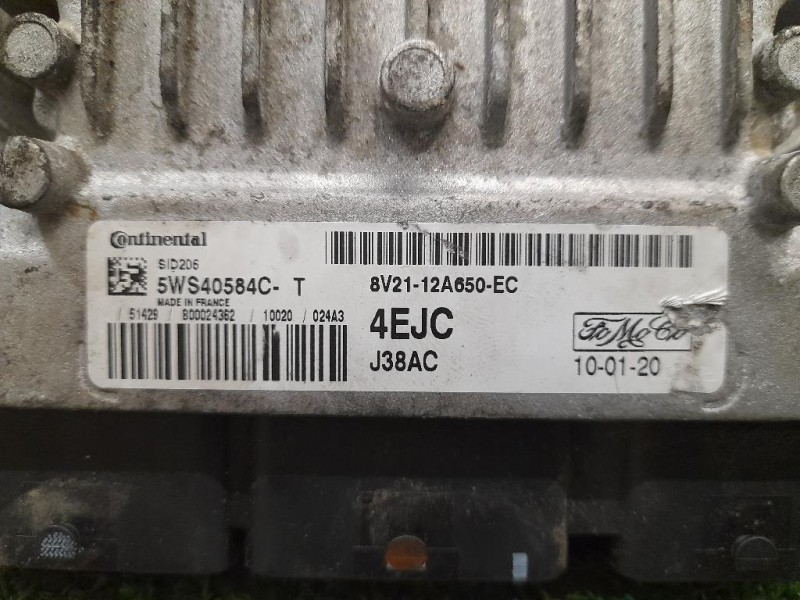 Continental
SID206
5WS40584C- T
MADE IN FRANCE
/ 51429 / B00024362 / 10020 / 024A3
8V21-12A650-EC
4EJC
J38AC
FoMoCo
10-01-20